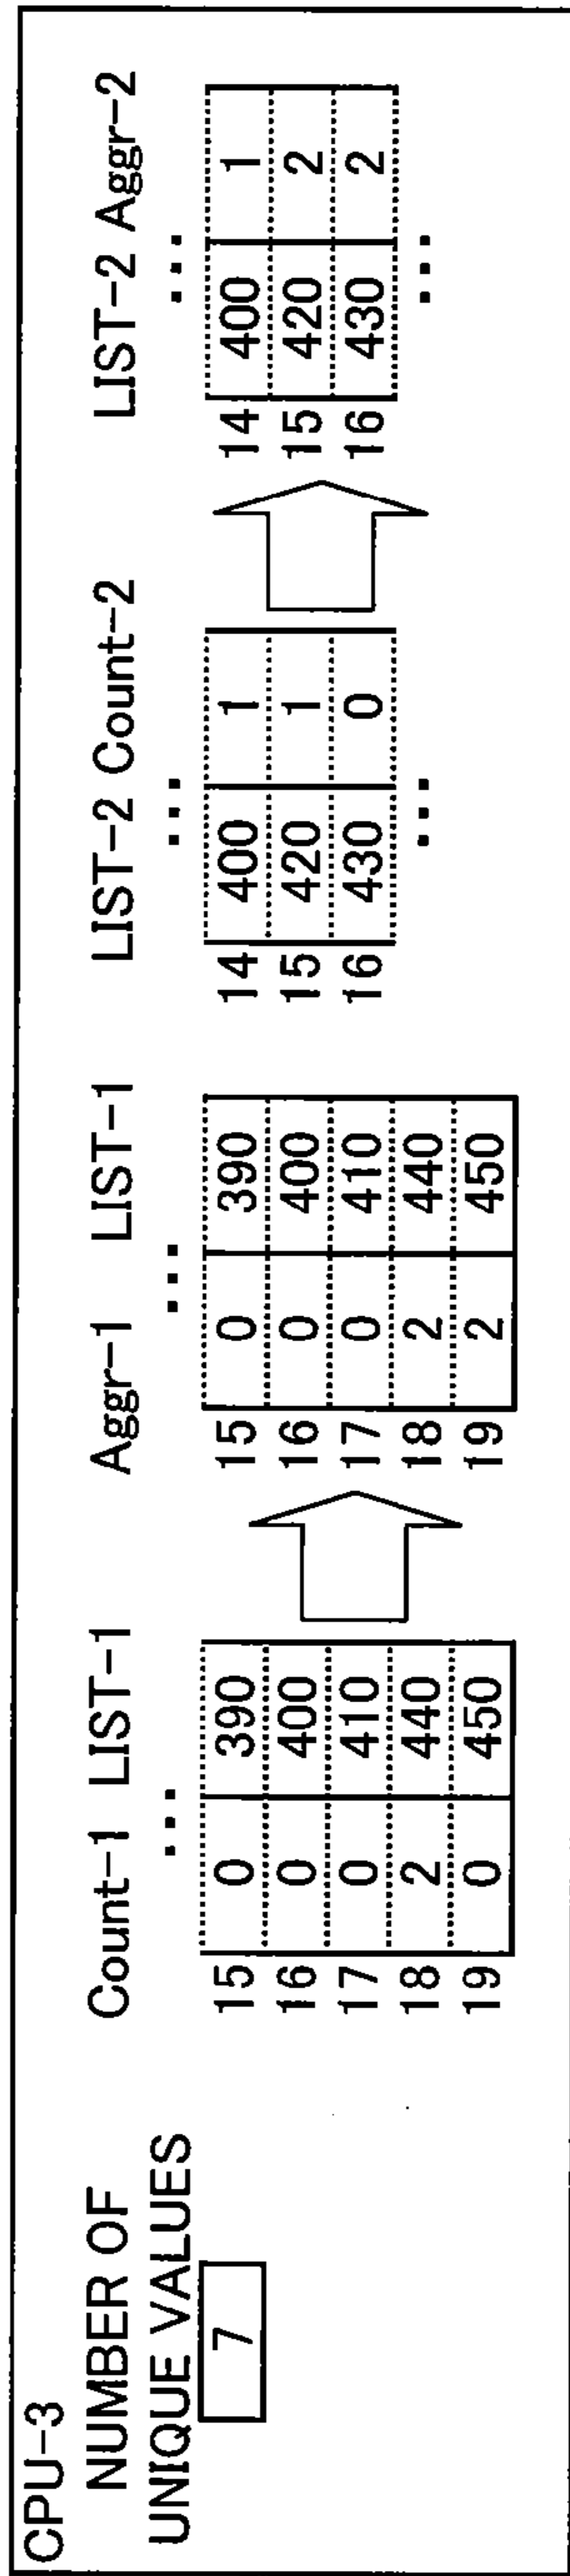 CPU-3
NUMBER OF
UNIQUE VALUES
7
Count-1 LIST-1
...
15 0 390
16 0 400
17 0 410
18 2 440
19 0 450
Aggr-1 LIST-1
...
15 0 390
16 0 400
17 0 410
18 2 440
19 2 450
LIST-2 Count-2
...
14 400 1
15 420 1
16 430 0
...
LIST-2 Aggr-2
...
14 400 1
15 420 2
16 430 2
...